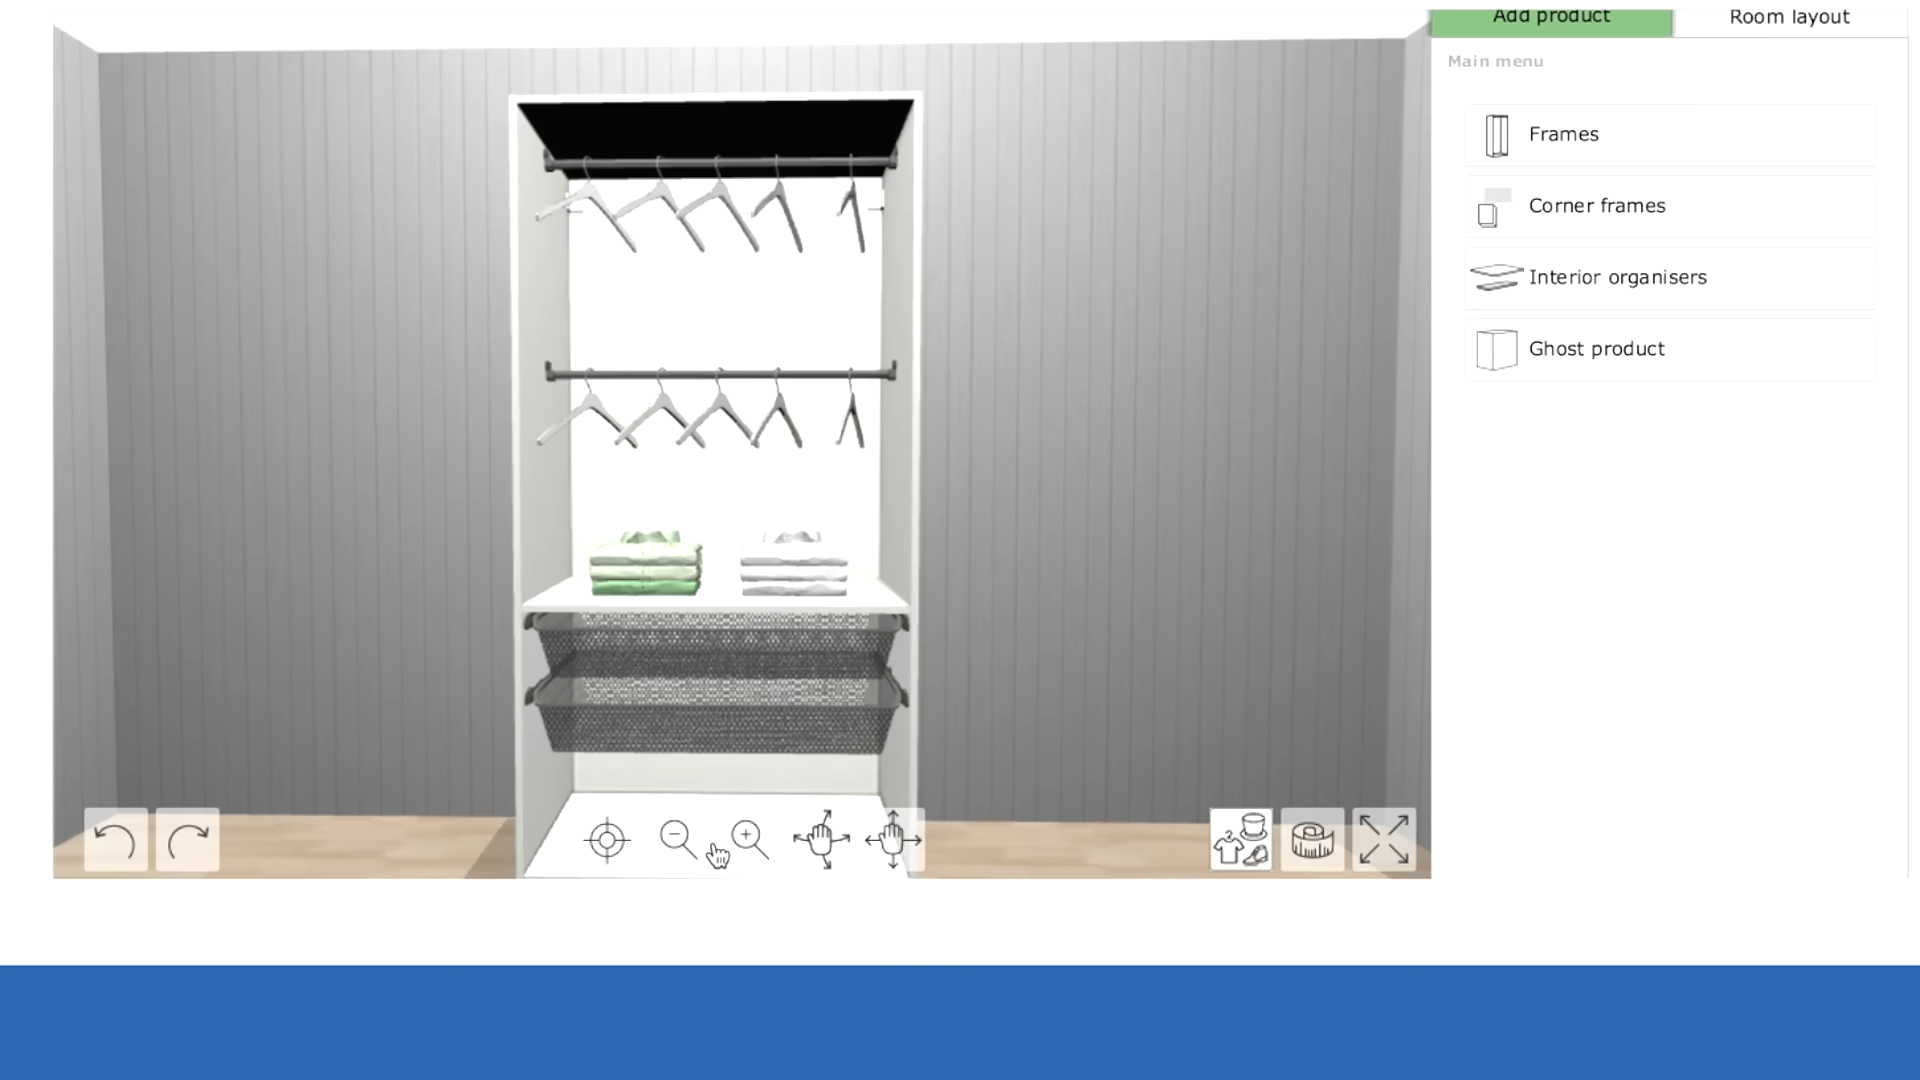 Add product
Room layout
Main menu
Frames
Corner frames
Interior organisers
Ghost product